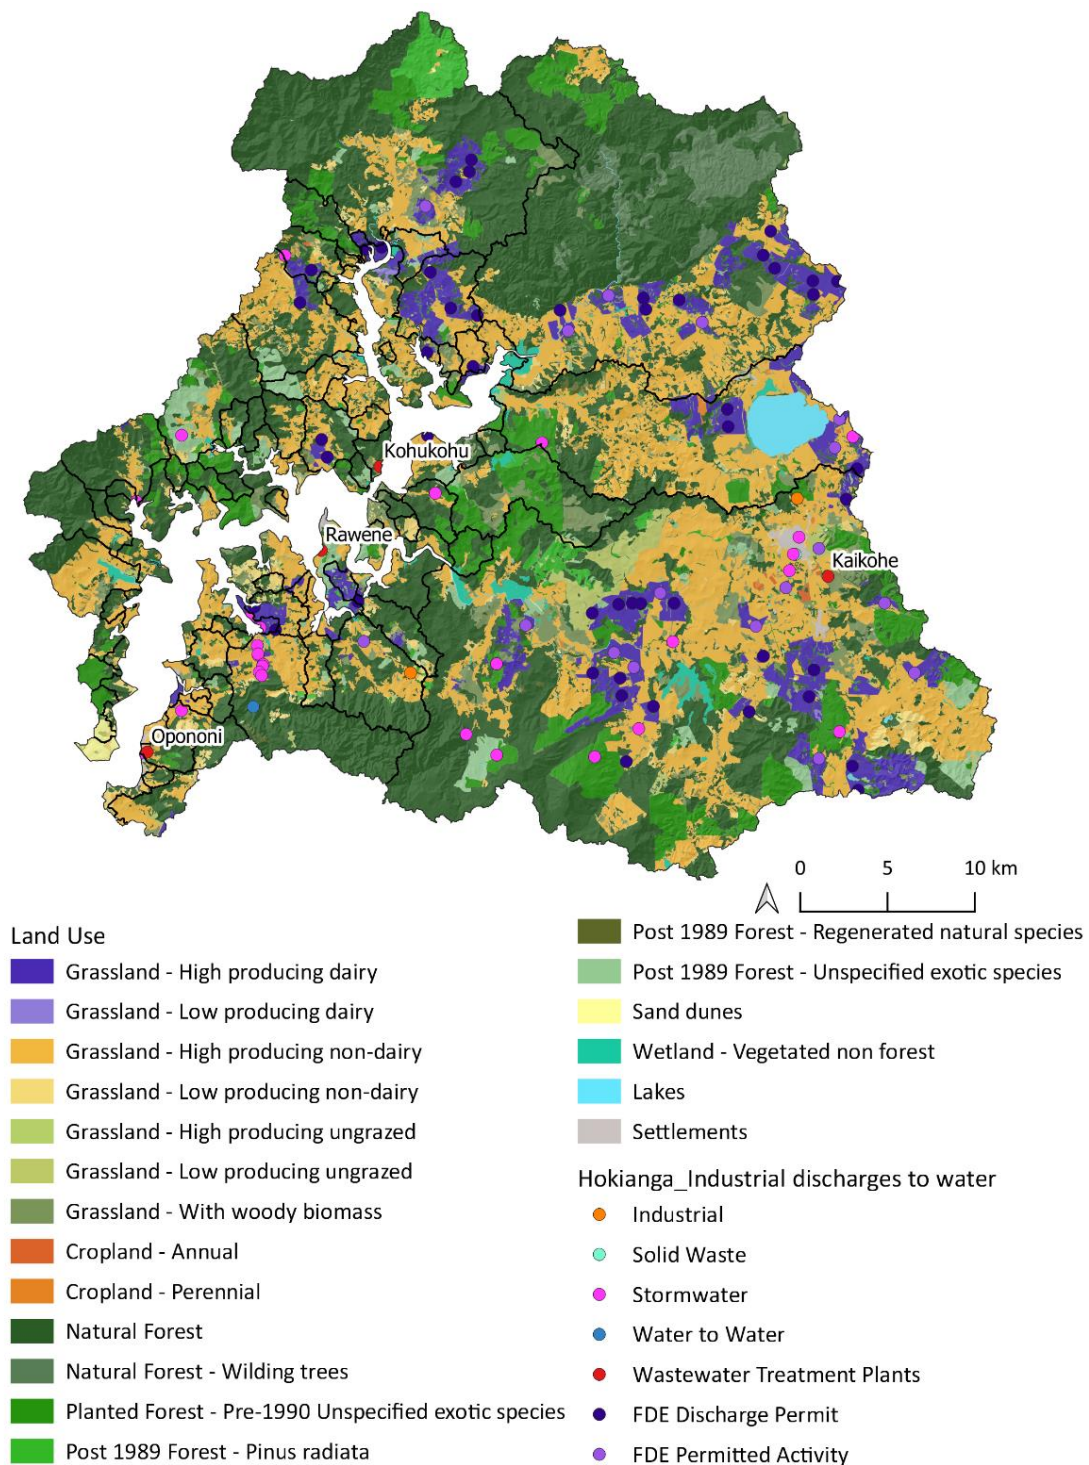 Kohukohu
Rawene
Kaikohe
Opononi
0 5 10 km
Land Use
Grassland - High producing dairy
Grassland - Low producing dairy
Grassland - High producing non-dairy
Grassland - Low producing non-dairy
Grassland - High producing ungrazed
Grassland - Low producing ungrazed
Grassland - With woody biomass
Cropland - Annual
Cropland - Perennial
Natural Forest
Natural Forest - Wilding trees
Planted Forest - Pre-1990 Unspecified exotic species
Post 1989 Forest - Pinus radiata
Post 1989 Forest - Regenerated natural species
Post 1989 Forest - Unspecified exotic species
Sand dunes
Wetland - Vegetated non forest
Lakes
Settlements
Hokianga_Industrial discharges to water
Industrial
Solid Waste
Stormwater
Water to Water
Wastewater Treatment Plants
FDE Discharge Permit
FDE Permitted Activity